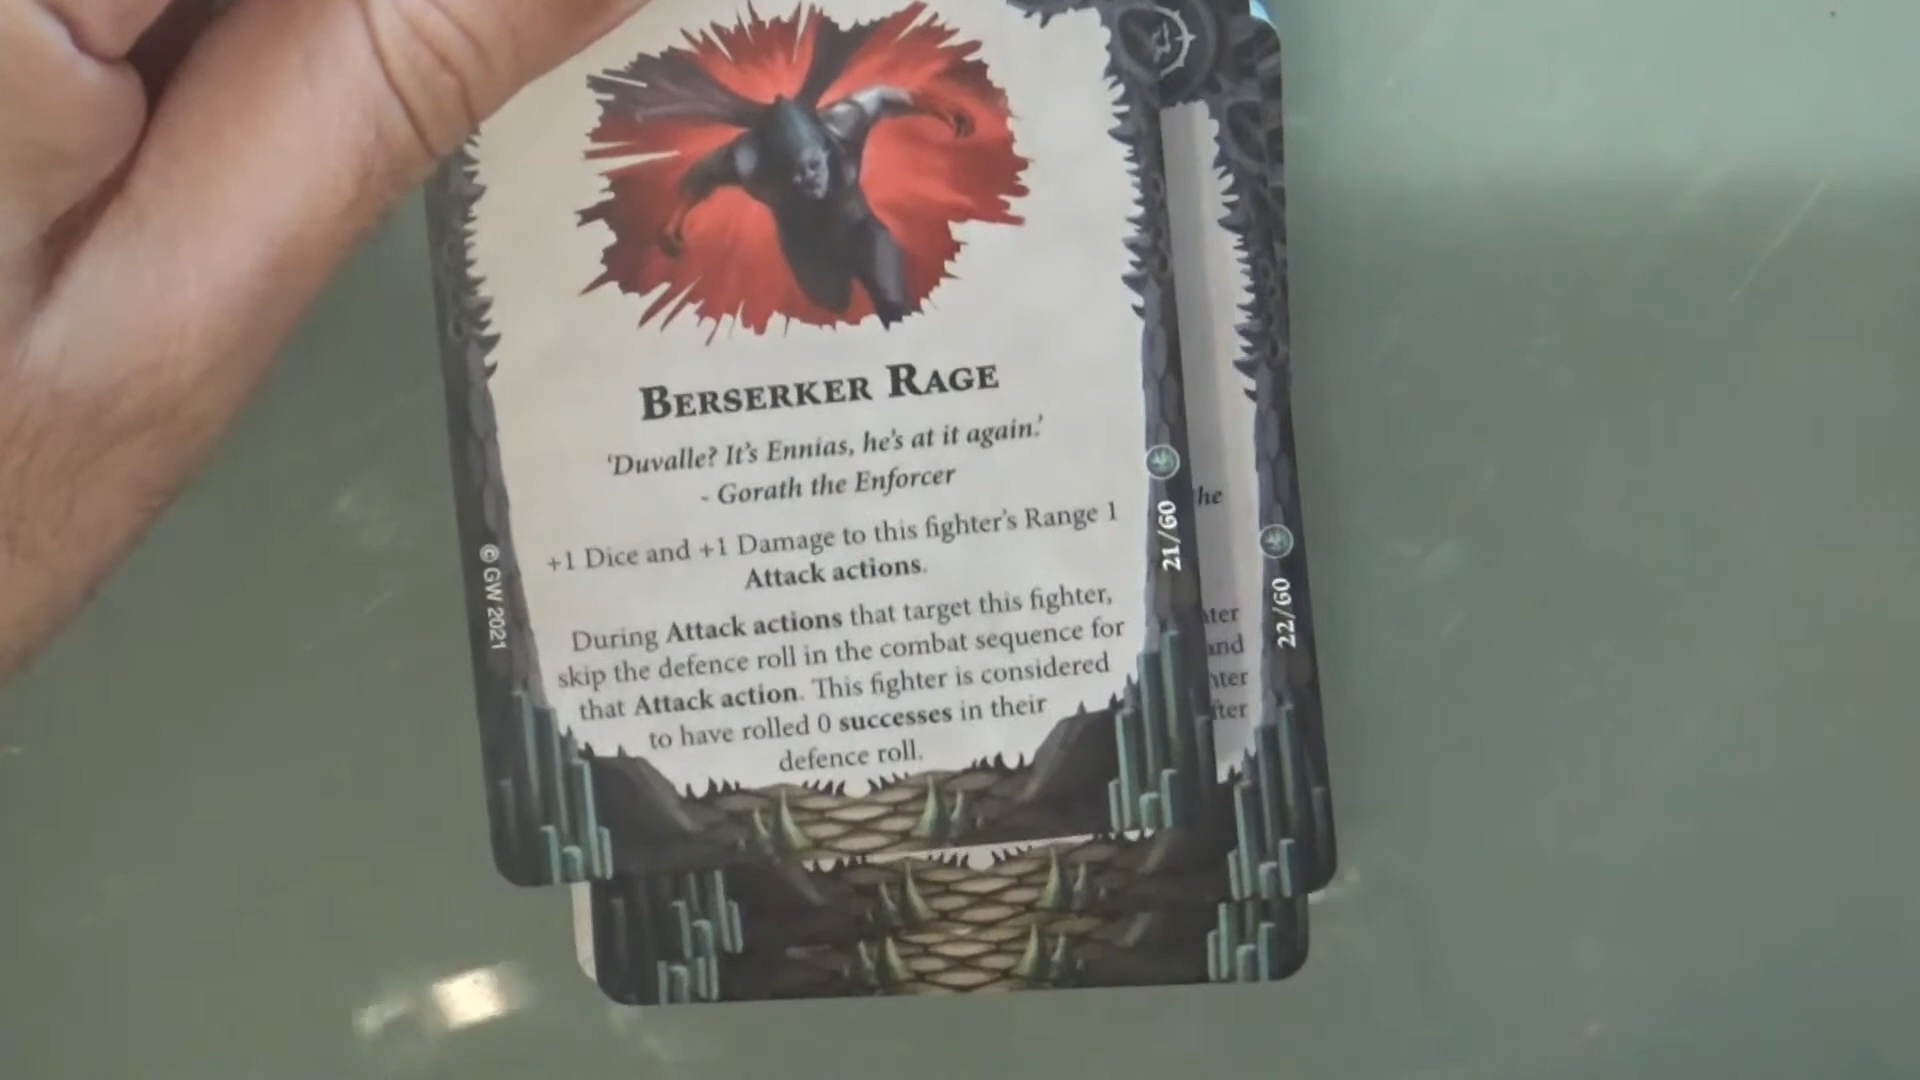 BERSERKER RAGE
'Duvalle? It's Ennias, he's at it again.'
- Gorath the Enforcer
+1 Dice and +1 Damage to this fighter's Range 1
Attack actions.
During Attack actions that target this fighter,
skip the defence roll in the combat sequence for
that Attack action. This fighter is considered
to have rolled 0 successes in their
defence roll.
© GW 2021
21/60
he
and
22/60